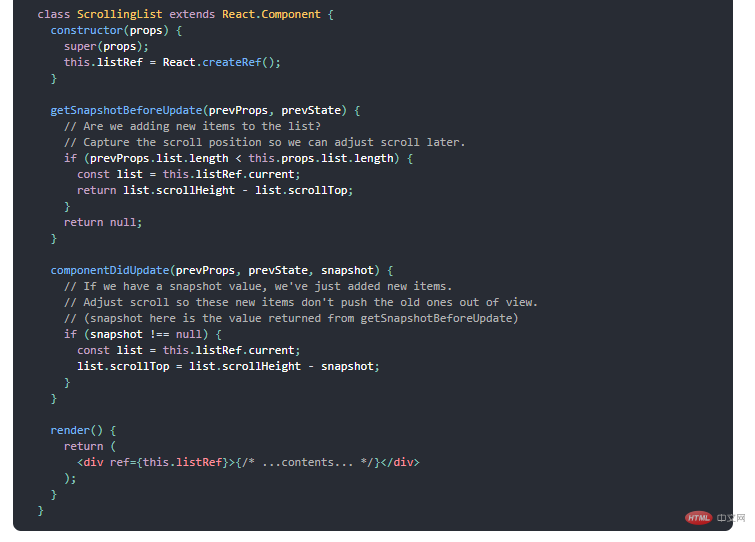 class ScrollingList extends React.Component {
  constructor(props) {
    super(props);
    this.listRef = React.createRef();
  }

  getSnapshotBeforeUpdate(prevProps, prevState) {
    // Are we adding new items to the list?
    // Capture the scroll position so we can adjust scroll later.
    if (prevProps.list.length < this.props.list.length) {
      const list = this.listRef.current;
      return list.scrollHeight - list.scrollTop;
    }
    return null;
  }

  componentDidUpdate(prevProps, prevState, snapshot) {
    // If we have a snapshot value, we've just added new items.
    // Adjust scroll so these new items don't push the old ones out of view.
    // (snapshot here is the value returned from getSnapshotBeforeUpdate)
    if (snapshot !== null) {
      const list = this.listRef.current;
      list.scrollTop = list.scrollHeight - snapshot;
    }
  }

  render() {
    return (
      <div ref={this.listRef}>{/* ...contents... */}</div>
    );
  }
}
HTML 中文网